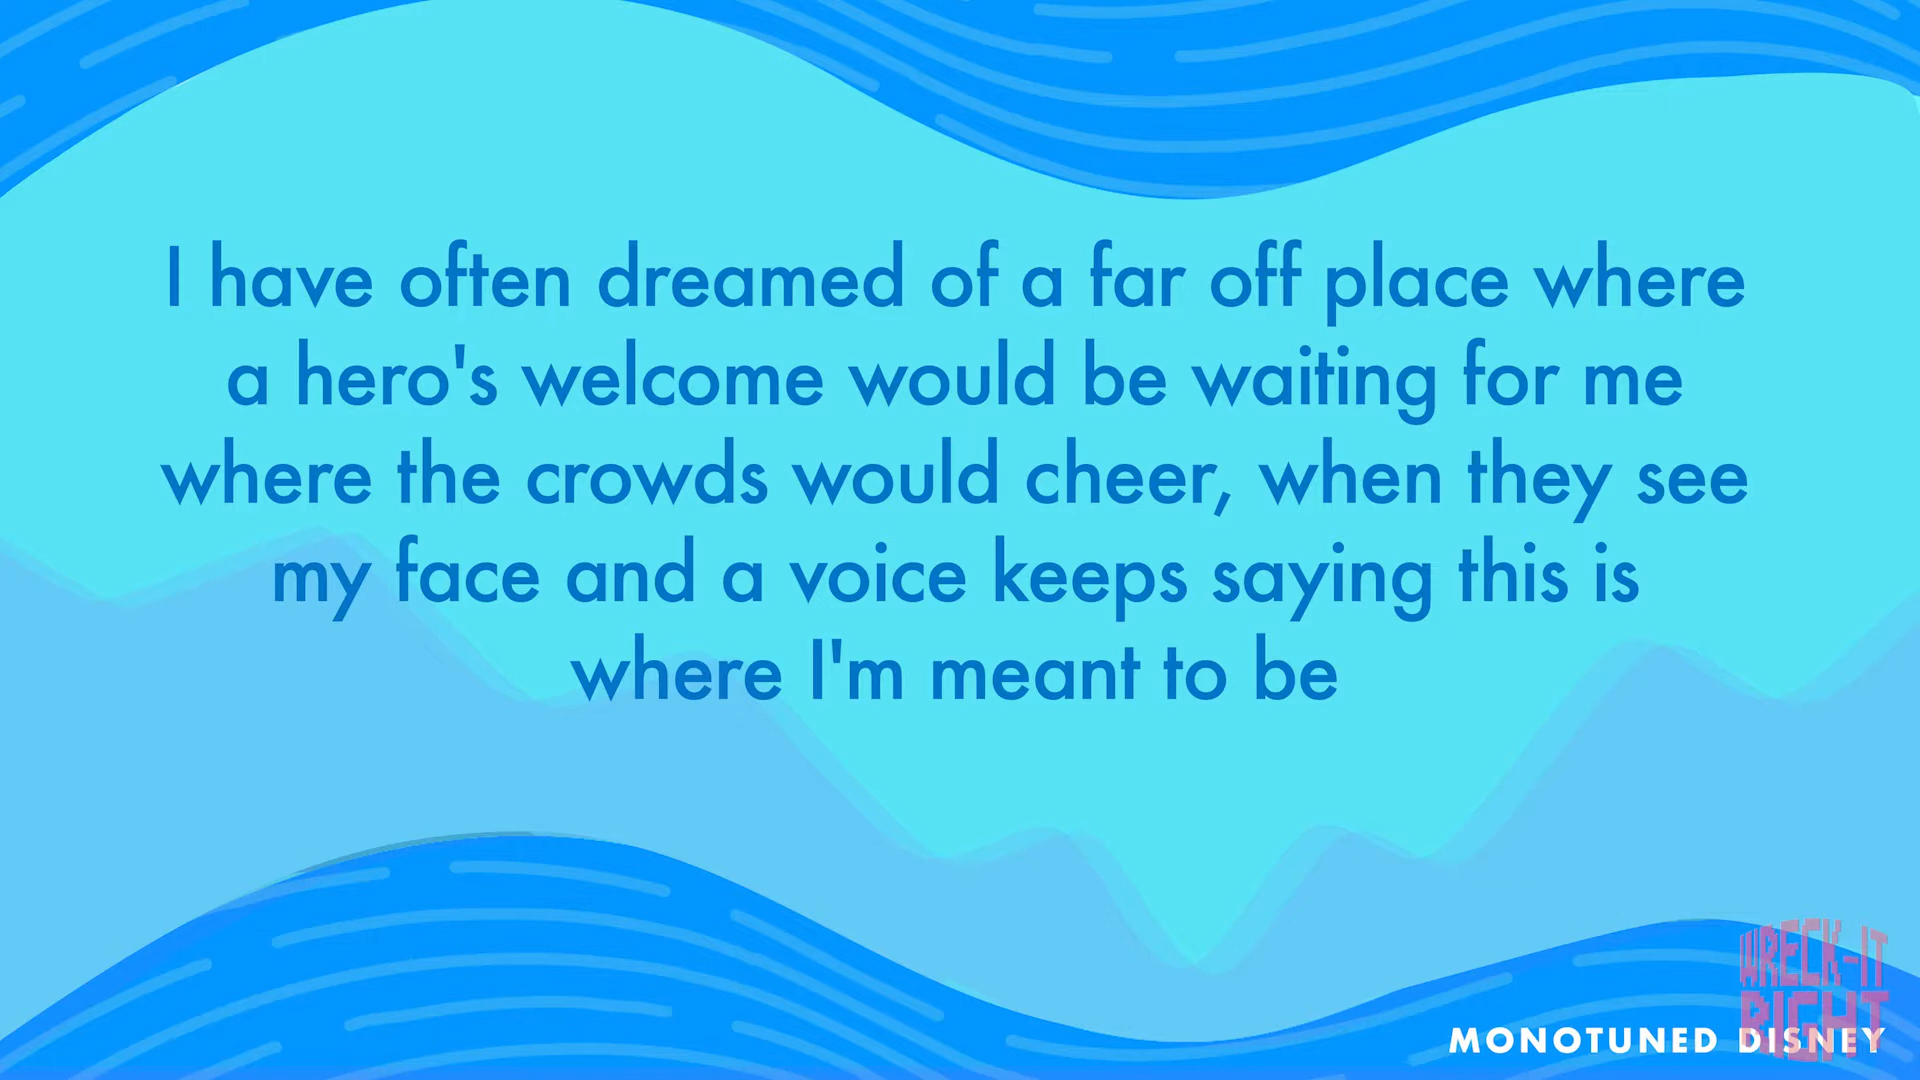 I have often dreamed of a far off place where
a hero's welcome would be waiting for me
where the crowds would cheer, when they see
my face and a voice keeps saying this is
where I'm meant to be
WRECK-IT
RIGHT
MONOTUNED DISNEY